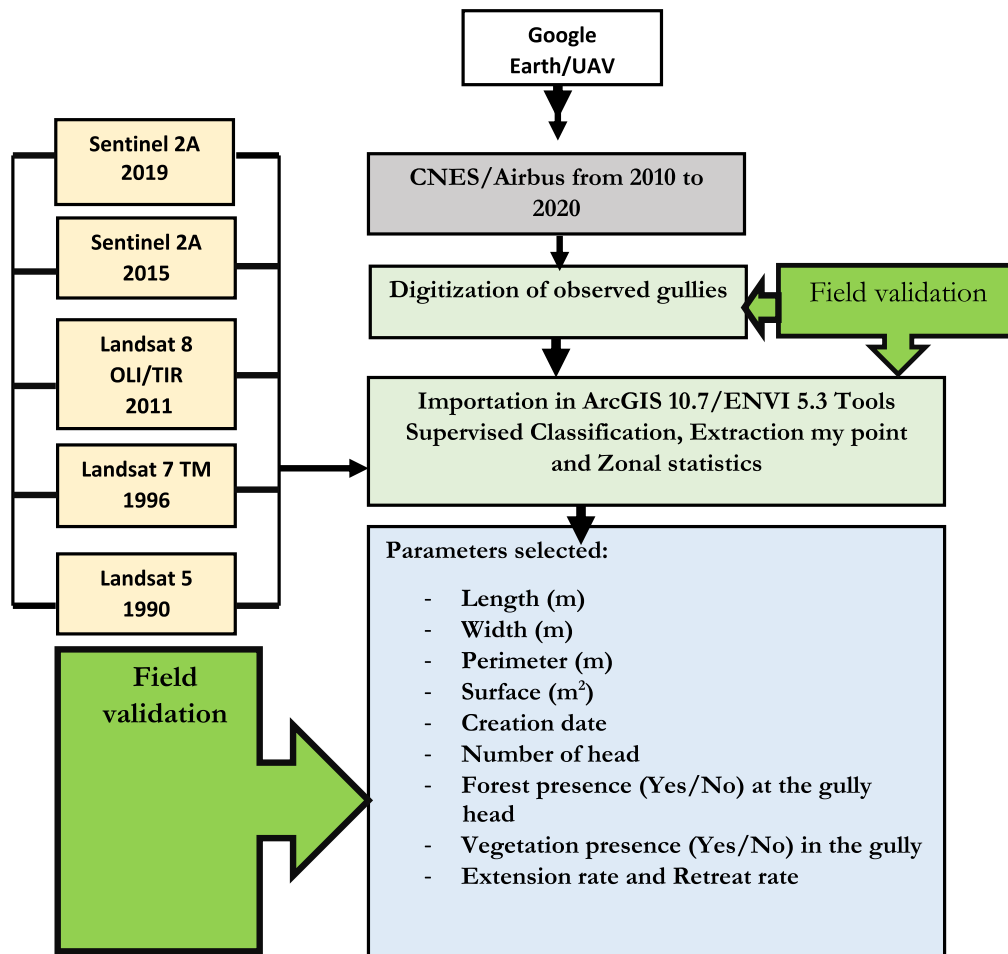 Google
Earth/UAV
CNES/Airbus from 2010 to
2020
Digitization of observed gullies
Field validation
Importation in ArcGIS 10.7/ENVI 5.3 Tools
Supervised Classification, Extraction my point
and Zonal statistics
Sentinel 2A
2019
Sentinel 2A
2015
Landsat 8
OLI/TIR
2011
Landsat 7 TM
1996
Landsat 5
1990
Field
validation
Parameters selected:
- Length (m)
- Width (m)
- Perimeter (m)
- Surface (m²)
- Creation date
- Number of head
- Forest presence (Yes/No) at the gully
head
- Vegetation presence (Yes/No) in the gully
- Extension rate and Retreat rate